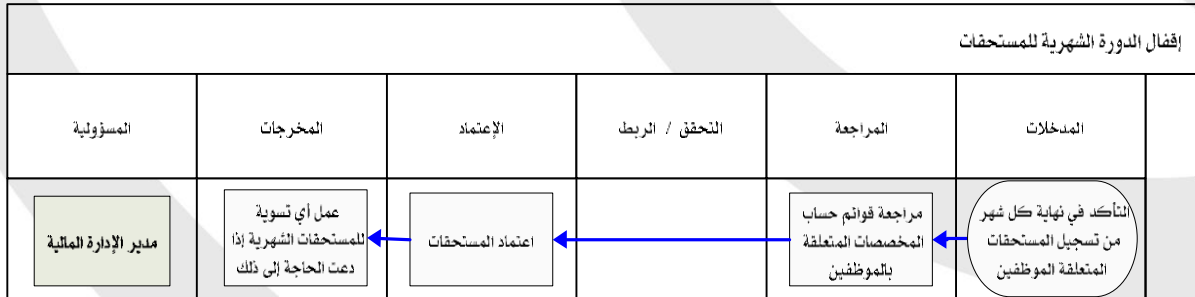 إقفال الدورة الشهرية للمستحقات
المدخلات
المراجعة
التحقق / الربط
الإعتماد
المخرجات
المسؤولية
التأكد في نهاية كل شهر
من تسجيل المستحقات
المتعلقة الموظفين
مراجعة قوائم حساب
المخصصات المتعلقة
بالموظفين
اعتماد المستحقات
عمل أي تسوية
للمستحقات الشهرية إذا
دعت الحاجة إلى ذلك
مدير الإدارة المالية